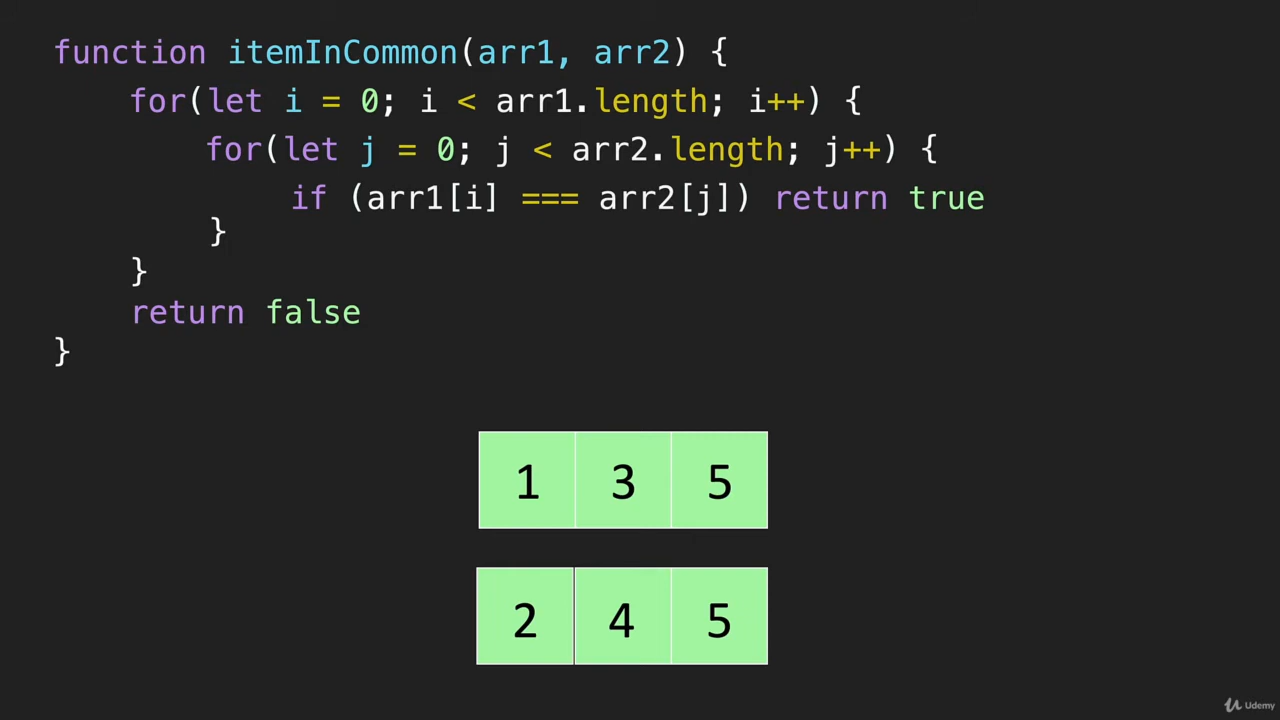 function itemInCommon(arr1, arr2) {
for(let i = 0; i < arr1.length; i++) {
for(let j = 0; j < arr2.length; j++) {
if (arr1[i] === arr2[j]) return true
}
}
return false
}
1 3 5
2 4 5
Udemy